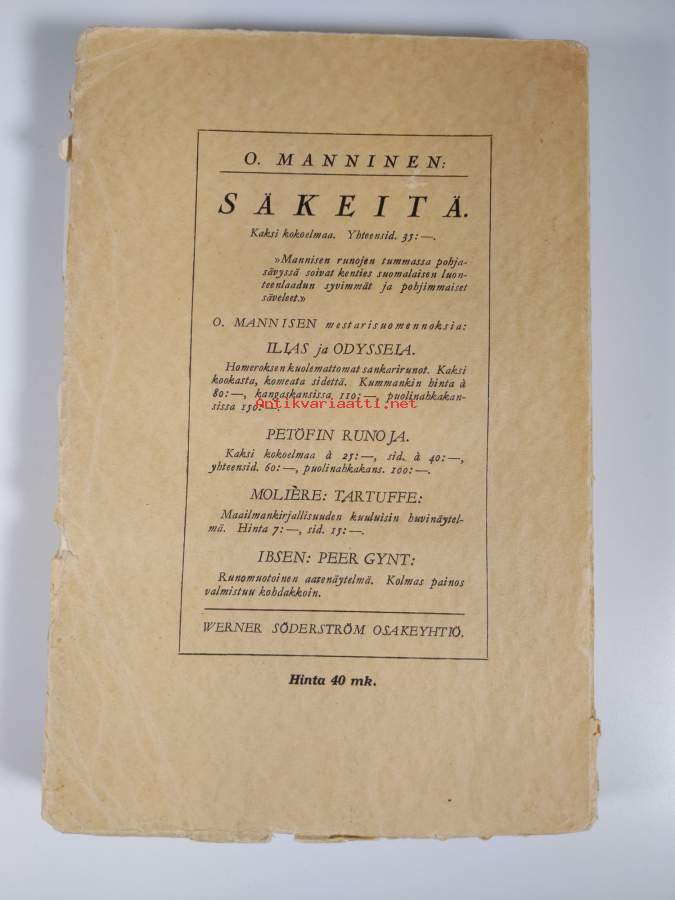 O. MANNINEN:
SÄKEITÄ.
Kaksi kokoelmaa. Yhteensid. 35:—.
»Mannisen runojen tummassa pohja-
sävyssä soivat kenties suomalaisen luon-
teenlaadun syvimmät ja pohjimmaiset
säveleet.»
O. MANNISEN mestarisuomennoksia:
ILIAS ja ODYSSEIA.
Homeroksen kuolemattomat sankarirunot. Kaksi
kookasta, komeata sidettä. Kummankin hinta à
80:—, kangaskansissa 110:—, puolinahkakan-
sissa 150:—.
Antikvariaatti.net
PETÖFIN RUNOJA.
Kaksi kokoelmaa à 25:—, sid. à 40:—,
yhteensid. 60:—, puolinahkakans. 100:—.
MOLIÈRE: TARTUFFE:
Maailmankirjallisuuden kuuluisin huvinäytel-
mä. Hinta 7:—, sid. 15:—.
IBSEN: PEER GYNT:
Runomuotoinen aatenäytelmä. Kolmas painos
valmistuu kohdakkoin.
WERNER SÖDERSTRÖM OSAKEYHTIÖ.
Hinta 40 mk.